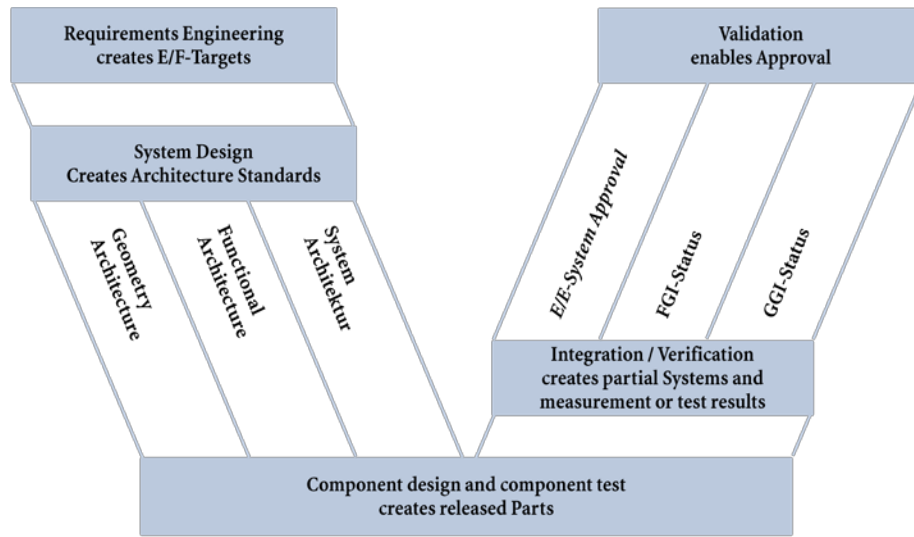 Requirements Engineering
creates E/F-Targets
Validation
enables Approval
System Design
Creates Architecture Standards
Geometry
Architecture
Functional
Architecture
System
Architektur
E/E-System Approval
FGI-Status
GGI-Status
Integration / Verification
creates partial Systems and
measurement or test results
Component design and component test
creates released Parts